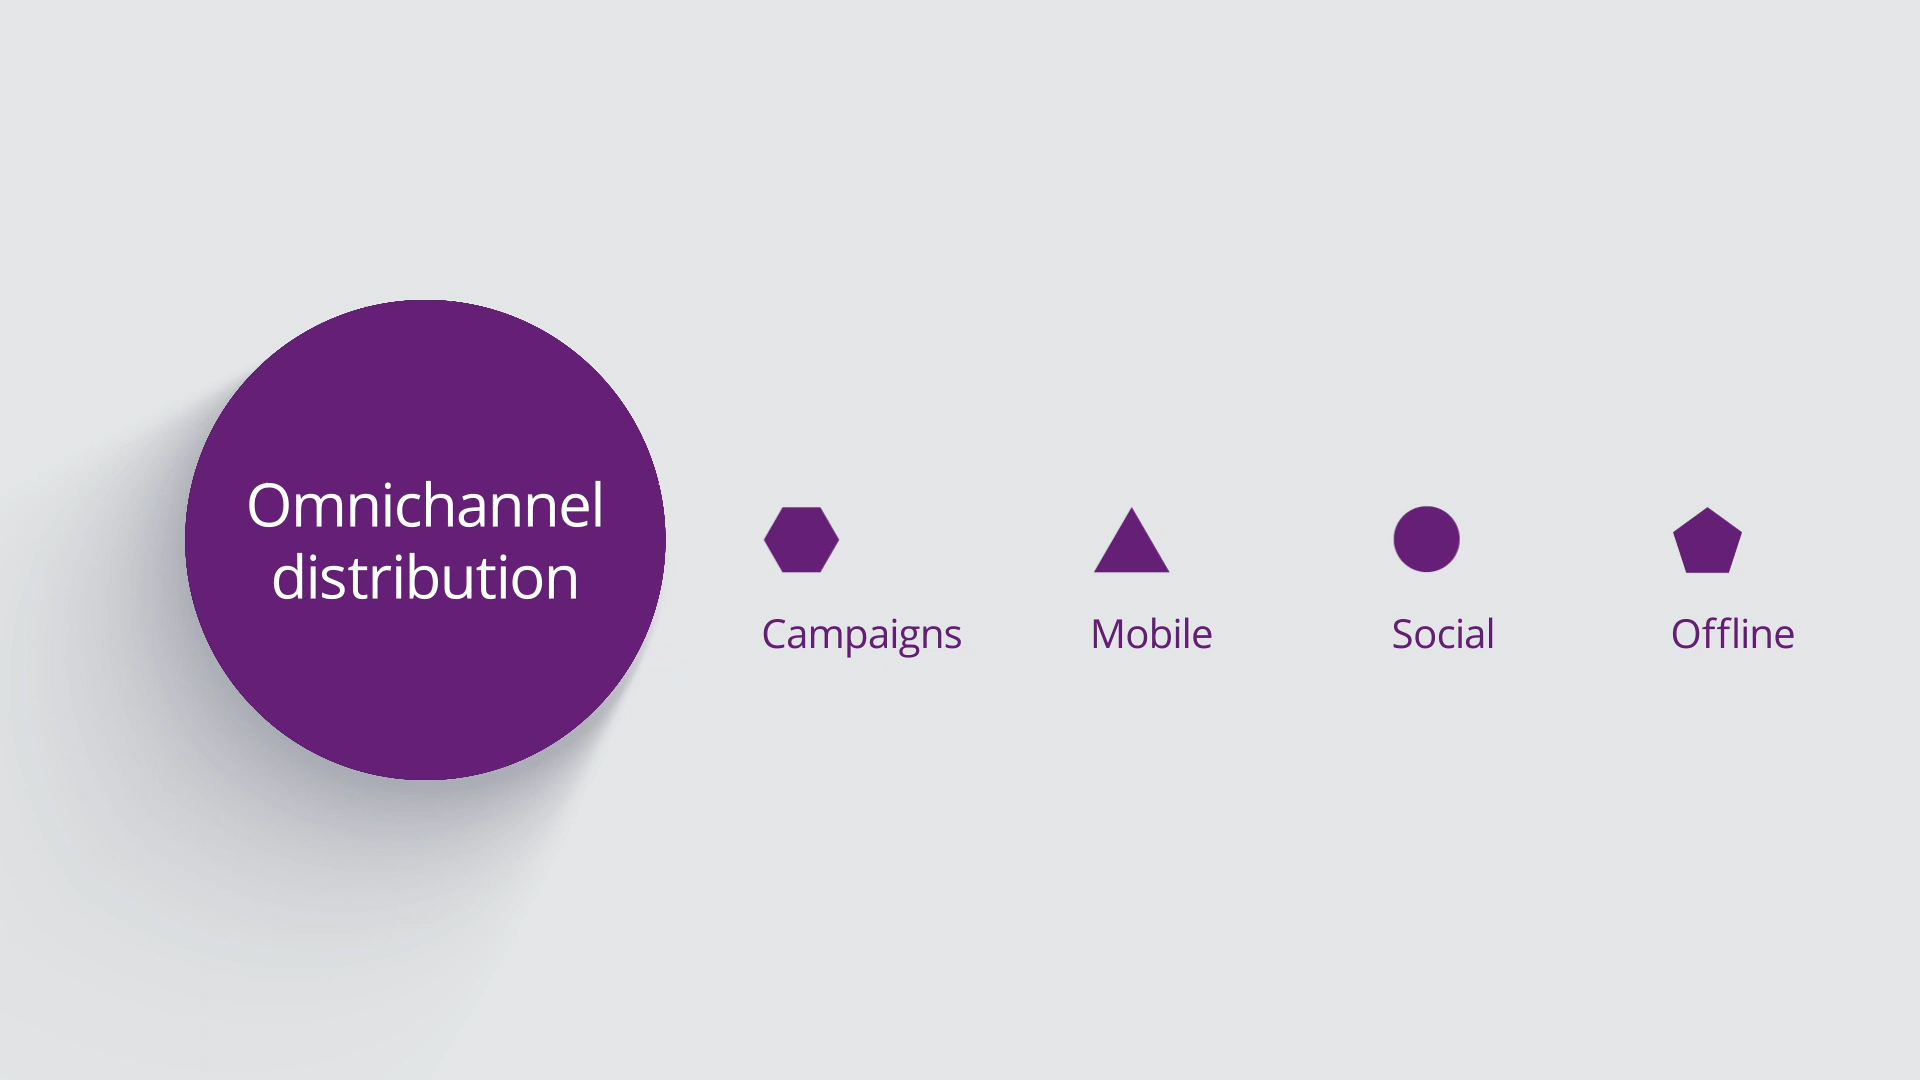 Omnichannel
distribution
Campaigns
Mobile
Social
Offline